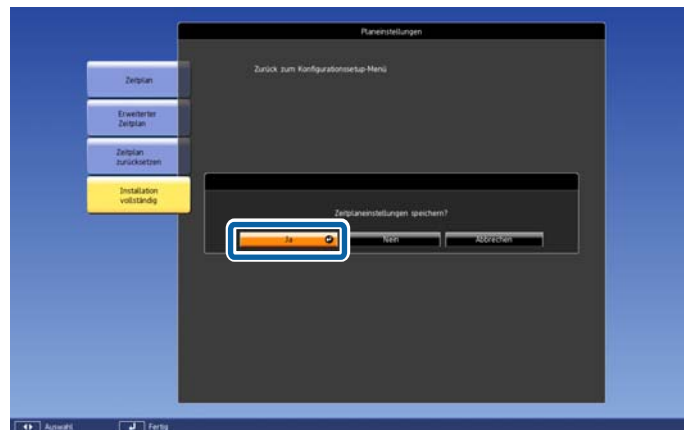 Planeinstellungen
Zurück zum Konfigurationssetup-Menü
Zeitplan
Erweiterter
Zeitplan
Zeitplan
zurücksetzen
Installation
vollständig
Zeitplaneinstellungen speichern?
Ja
Nein
Abbrechen
Auswahl
Fertig